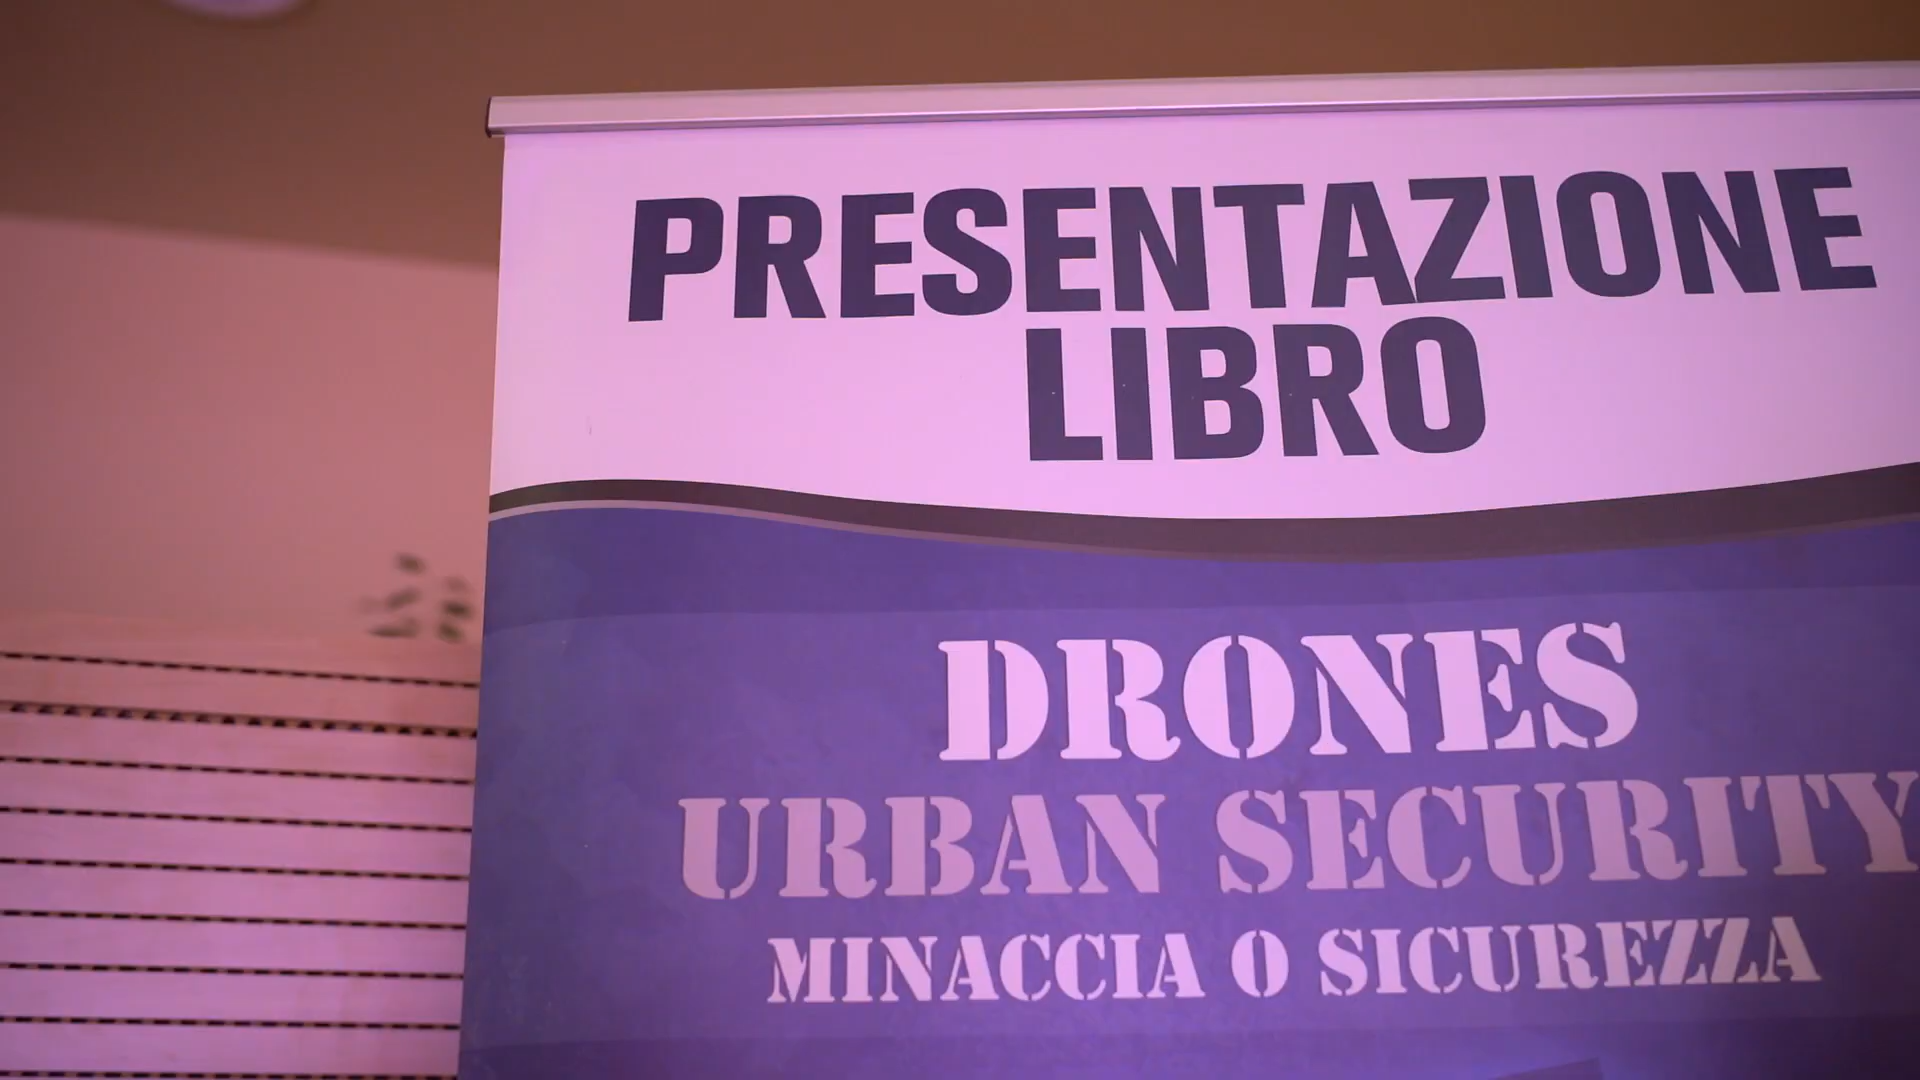 PRESENTAZIONE
LIBRO
DRONES
URBAN SECURITY
MINACCIA O SICUREZZA